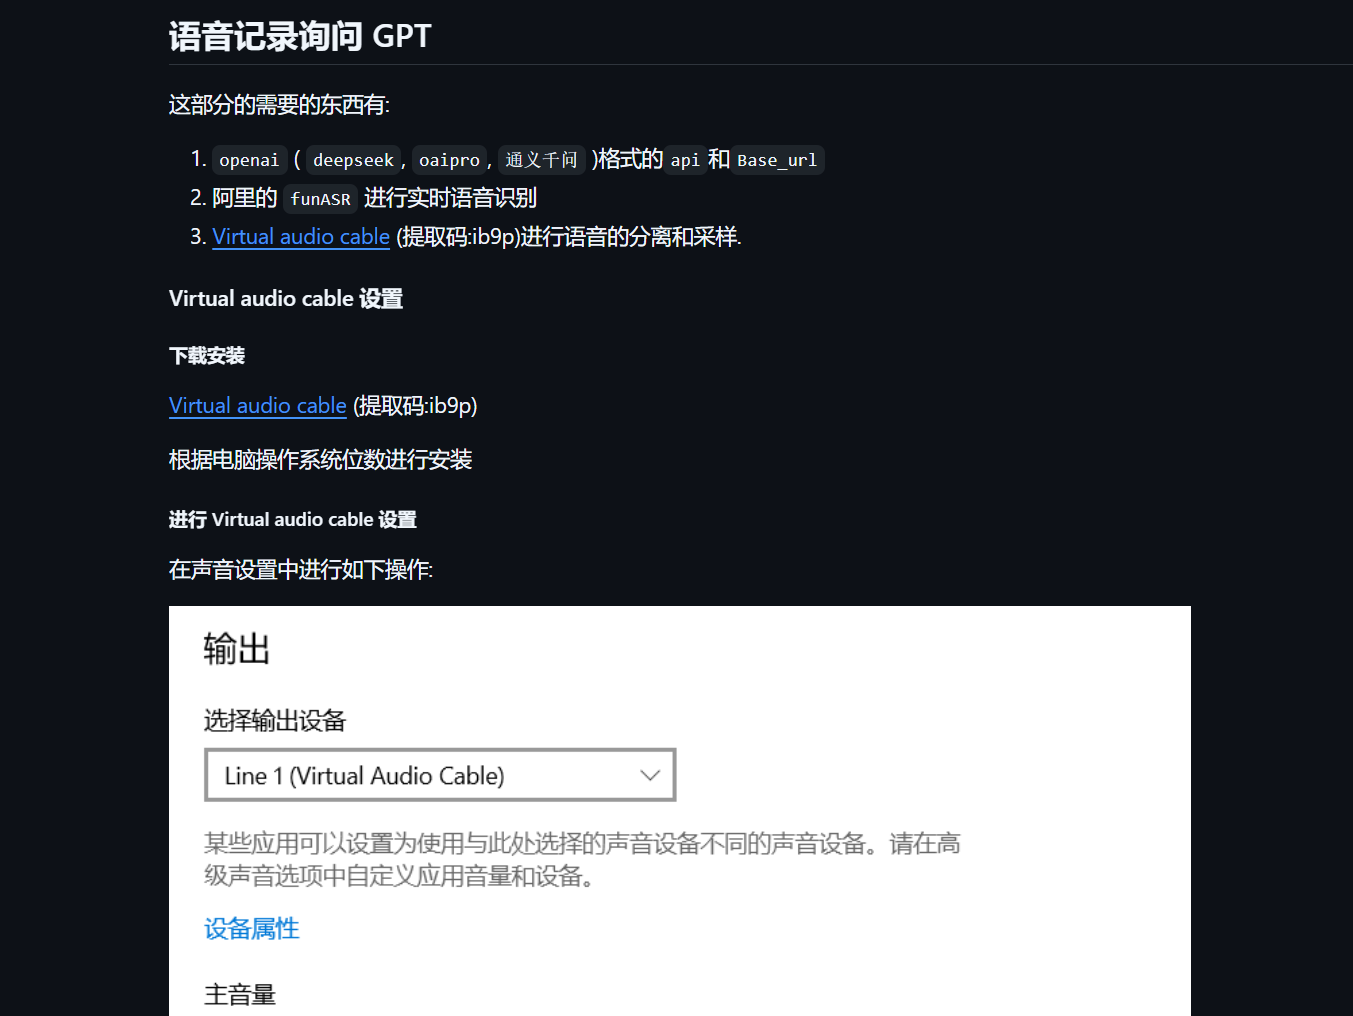 语音记录询问 GPT
这部分的需要的东西有:
1. openai ( deepseek, oaipro, 通义千问 )格式的 api 和 Base_url
2. 阿里的 funASR 进行实时语音识别
3. Virtual audio cable (提取码:ib9p)进行语音的分离和采样.
Virtual audio cable 设置
下载安装
Virtual audio cable (提取码:ib9p)
根据电脑操作系统位数进行安装
进行 Virtual audio cable 设置
在声音设置中进行如下操作:
输出
选择输出设备
Line 1 (Virtual Audio Cable)
某些应用可以设置为使用与此处选择的声音设备不同的声音设备。请在高
级声音选项中自定义应用音量和设备。
设备属性
主音量